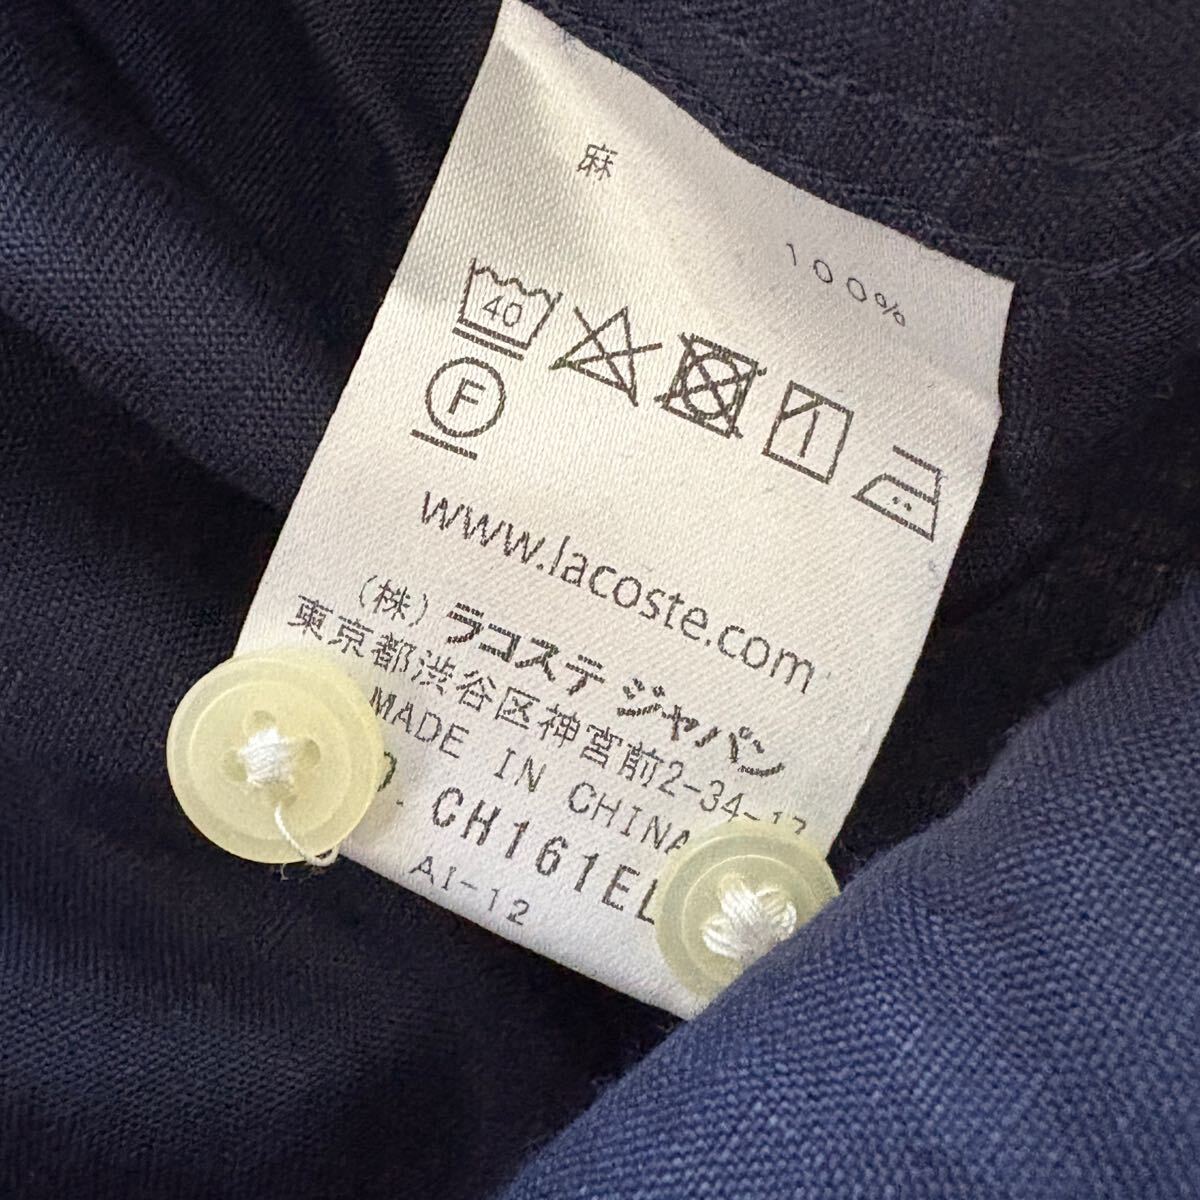 麻
100%
40
F
www.lacoste.com
(株) ラコステ ジャパン
東京都渋谷区神宮前2-34-17
MADE IN CHINA
CH161EL
AI-12